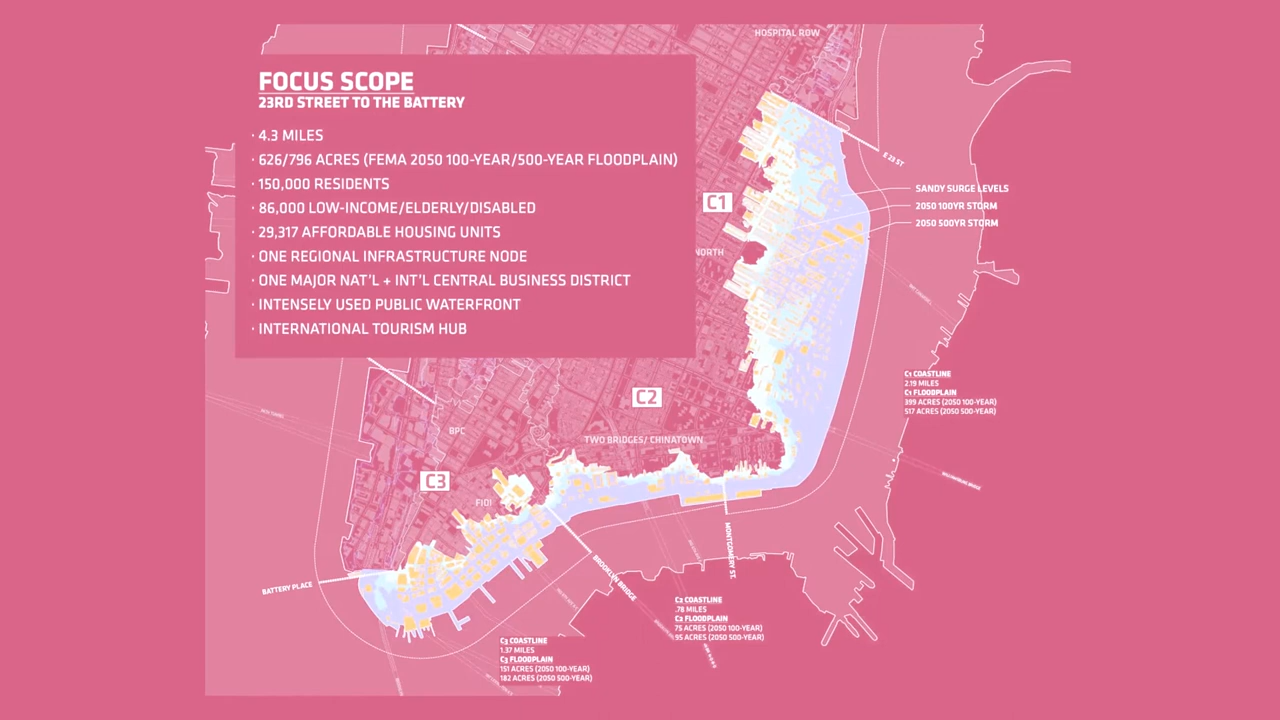 HOSPITAL ROW
FOCUS SCOPE
23RD STREET TO THE BATTERY
· 4.3 MILES
· 626/796 ACRES (FEMA 2050 100-YEAR/500-YEAR FLOODPLAIN)
· 150,000 RESIDENTS
· 86,000 LOW-INCOME/ELDERLY/DISABLED
· 29,317 AFFORDABLE HOUSING UNITS
· ONE REGIONAL INFRASTRUCTURE NODE
· ONE MAJOR NAT'L + INT'L CENTRAL BUSINESS DISTRICT
· INTENSELY USED PUBLIC WATERFRONT
· INTERNATIONAL TOURISM HUB
E 23 ST
SANDY SURGE LEVELS
2050 100YR STORM
2050 500YR STORM
C1
NORTH
C1 COASTLINE
2.19 MILES
C1 FLOODPLAIN
399 ACRES (2050 100-YEAR)
517 ACRES (2050 500-YEAR)
C2
BPC
TWO BRIDGES/ CHINATOWN
C3
FIDI
MONTGOMERY ST.
BROOKLYN BRIDGE
BATTERY PLACE
C2 COASTLINE
.78 MILES
C2 FLOODPLAIN
75 ACRES (2050 100-YEAR)
95 ACRES (2050 500-YEAR)
C3 COASTLINE
1.37 MILES
C3 FLOODPLAIN
151 ACRES (2050 100-YEAR)
182 ACRES (2050 500-YEAR)